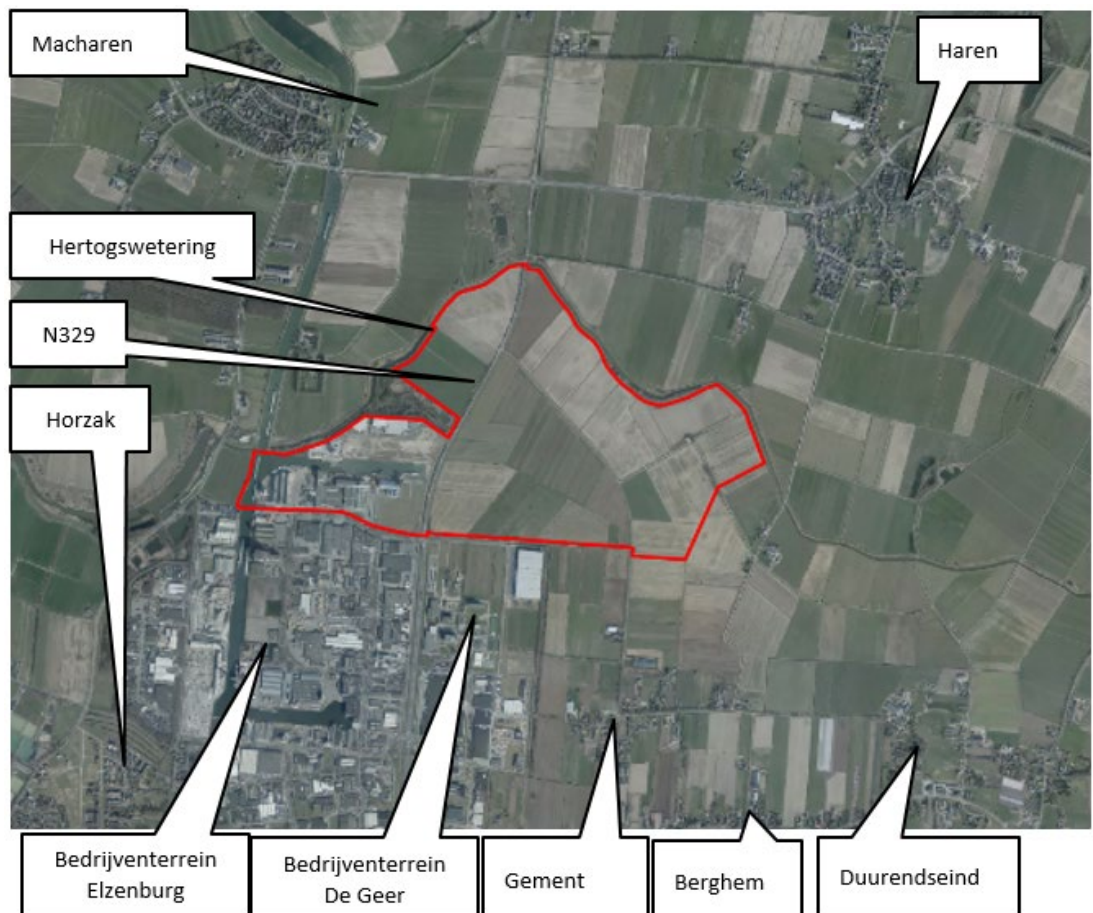 Macharen
Haren
Hertogswetering
N329
Horzak
Bedrijventerrein
Elzenburg
Bedrijventerrein
De Geer
Gement
Berghem
Duurendseind